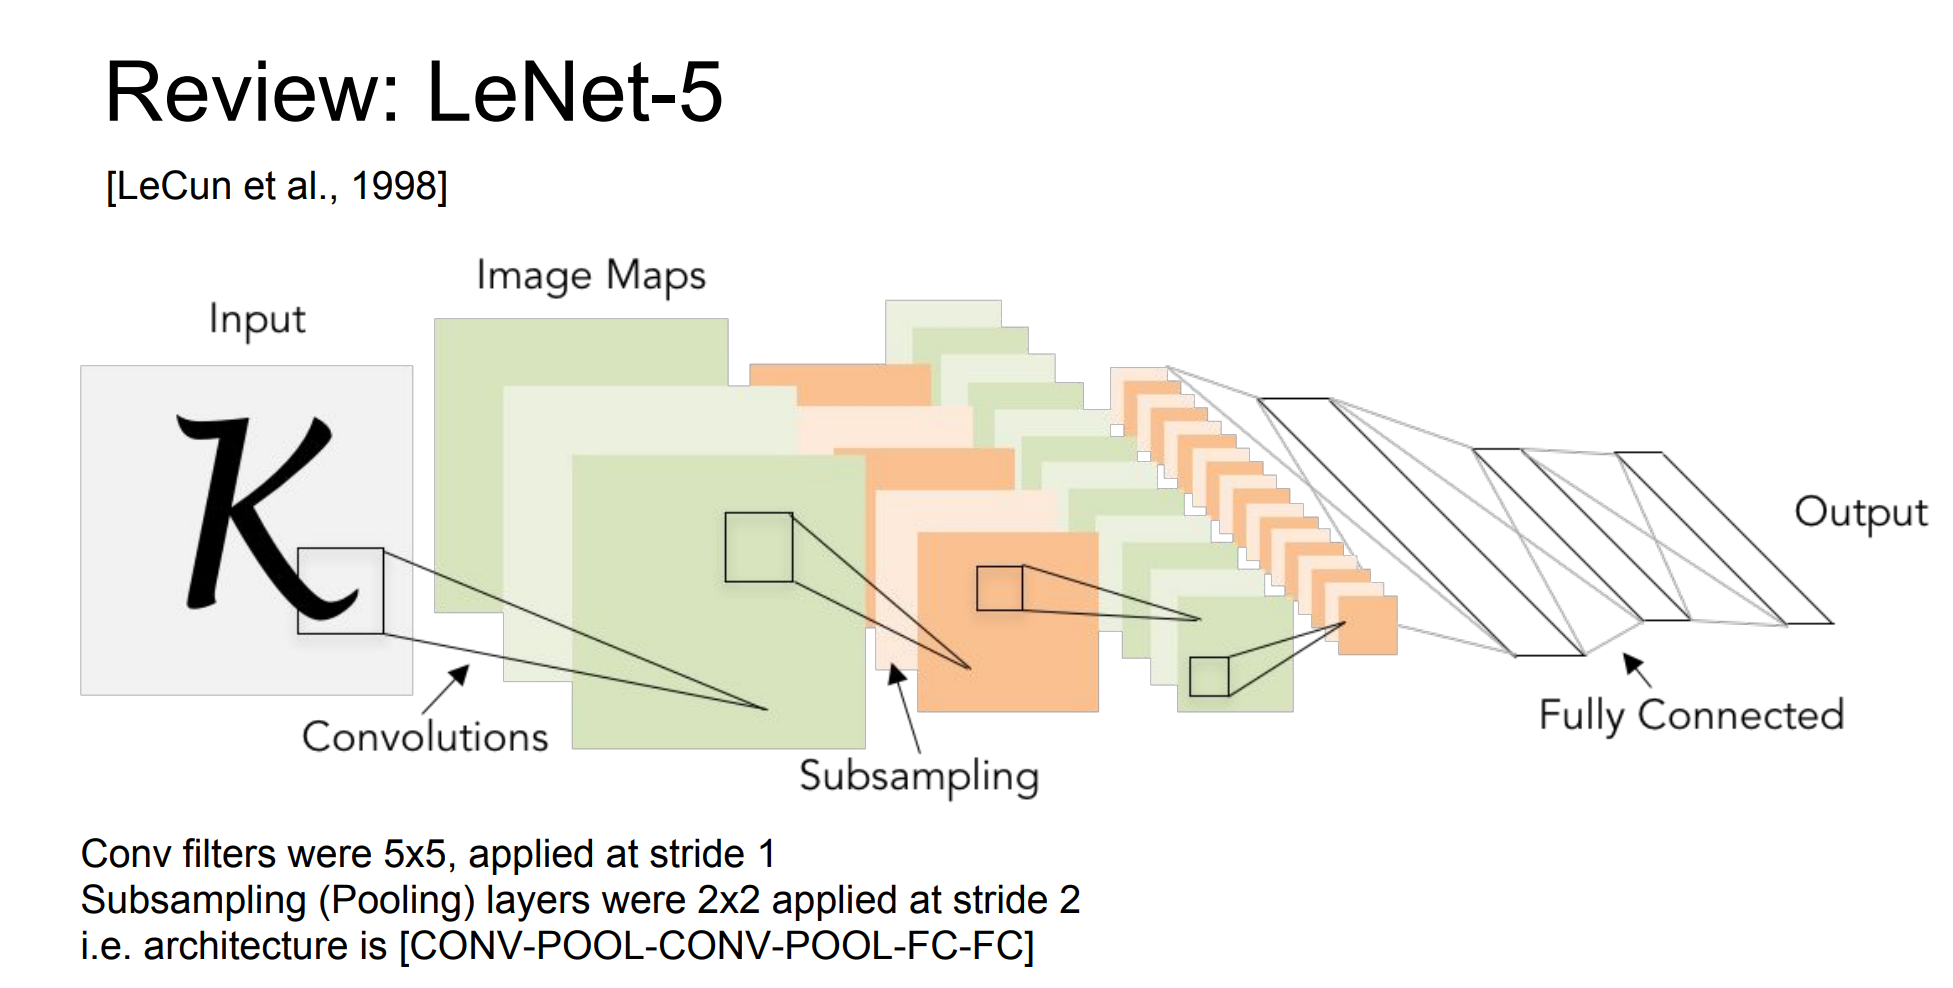 Review: LeNet-5
[LeCun et al., 1998]
Image Maps
Input
K
Output
Fully Connected
Convolutions
Subsampling
Conv filters were 5x5, applied at stride 1
Subsampling (Pooling) layers were 2x2 applied at stride 2
i.e. architecture is [CONV-POOL-CONV-POOL-FC-FC]